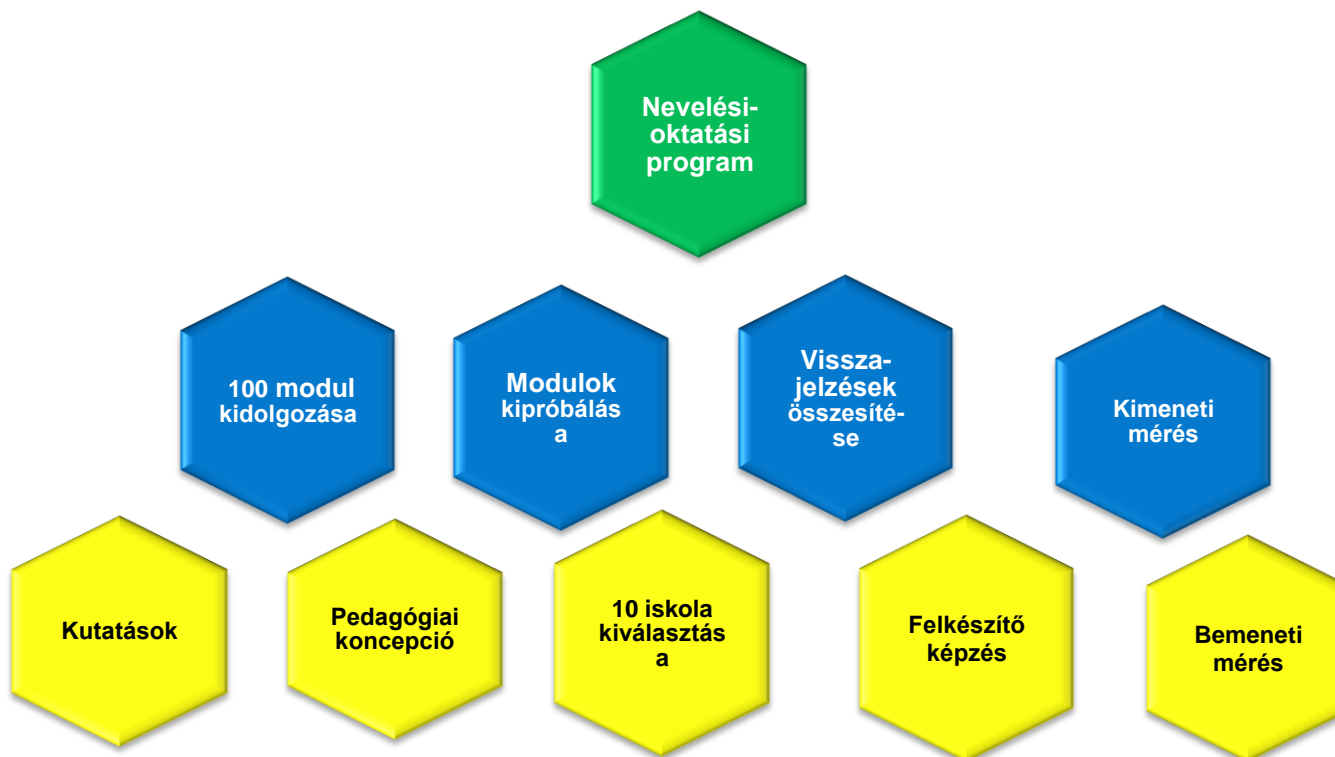 Nevelési-
oktatási
program
100 modul
kidolgozása
Modulok
kipróbálás
a
Vissza-
jelzések
összesíté-
se
Kimeneti
mérés
Kutatások
Pedagógiai
koncepció
10 iskola
kiválasztás
a
Felkészítő
képzés
Bemeneti
mérés